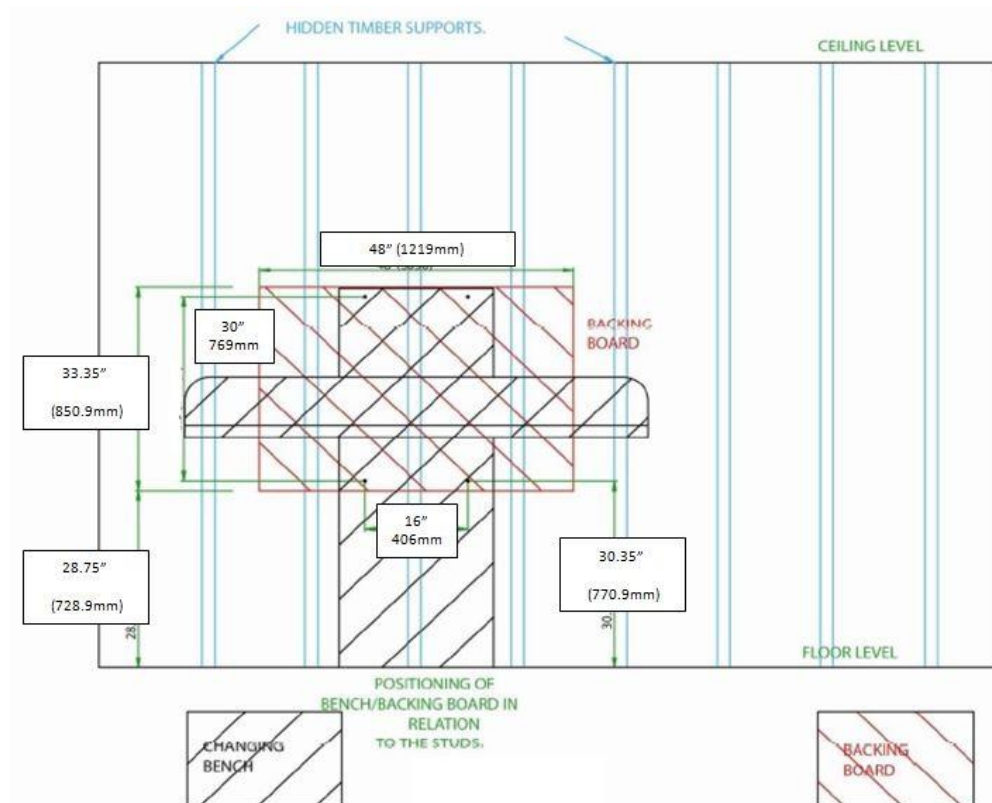 HIDDEN TIMBER SUPPORTS.
CEILING LEVEL
48” (1219mm)
30”
769mm
BACKING
BOARD
33.35”
(850.9mm)
16”
406mm
28.75”
(728.9mm)
30.35”
(770.9mm)
28.
30.
FLOOR LEVEL
POSITIONING OF
BENCH/BACKING BOARD IN
RELATION
TO THE STUDS.
CHANGING
BENCH
BACKING
BOARD